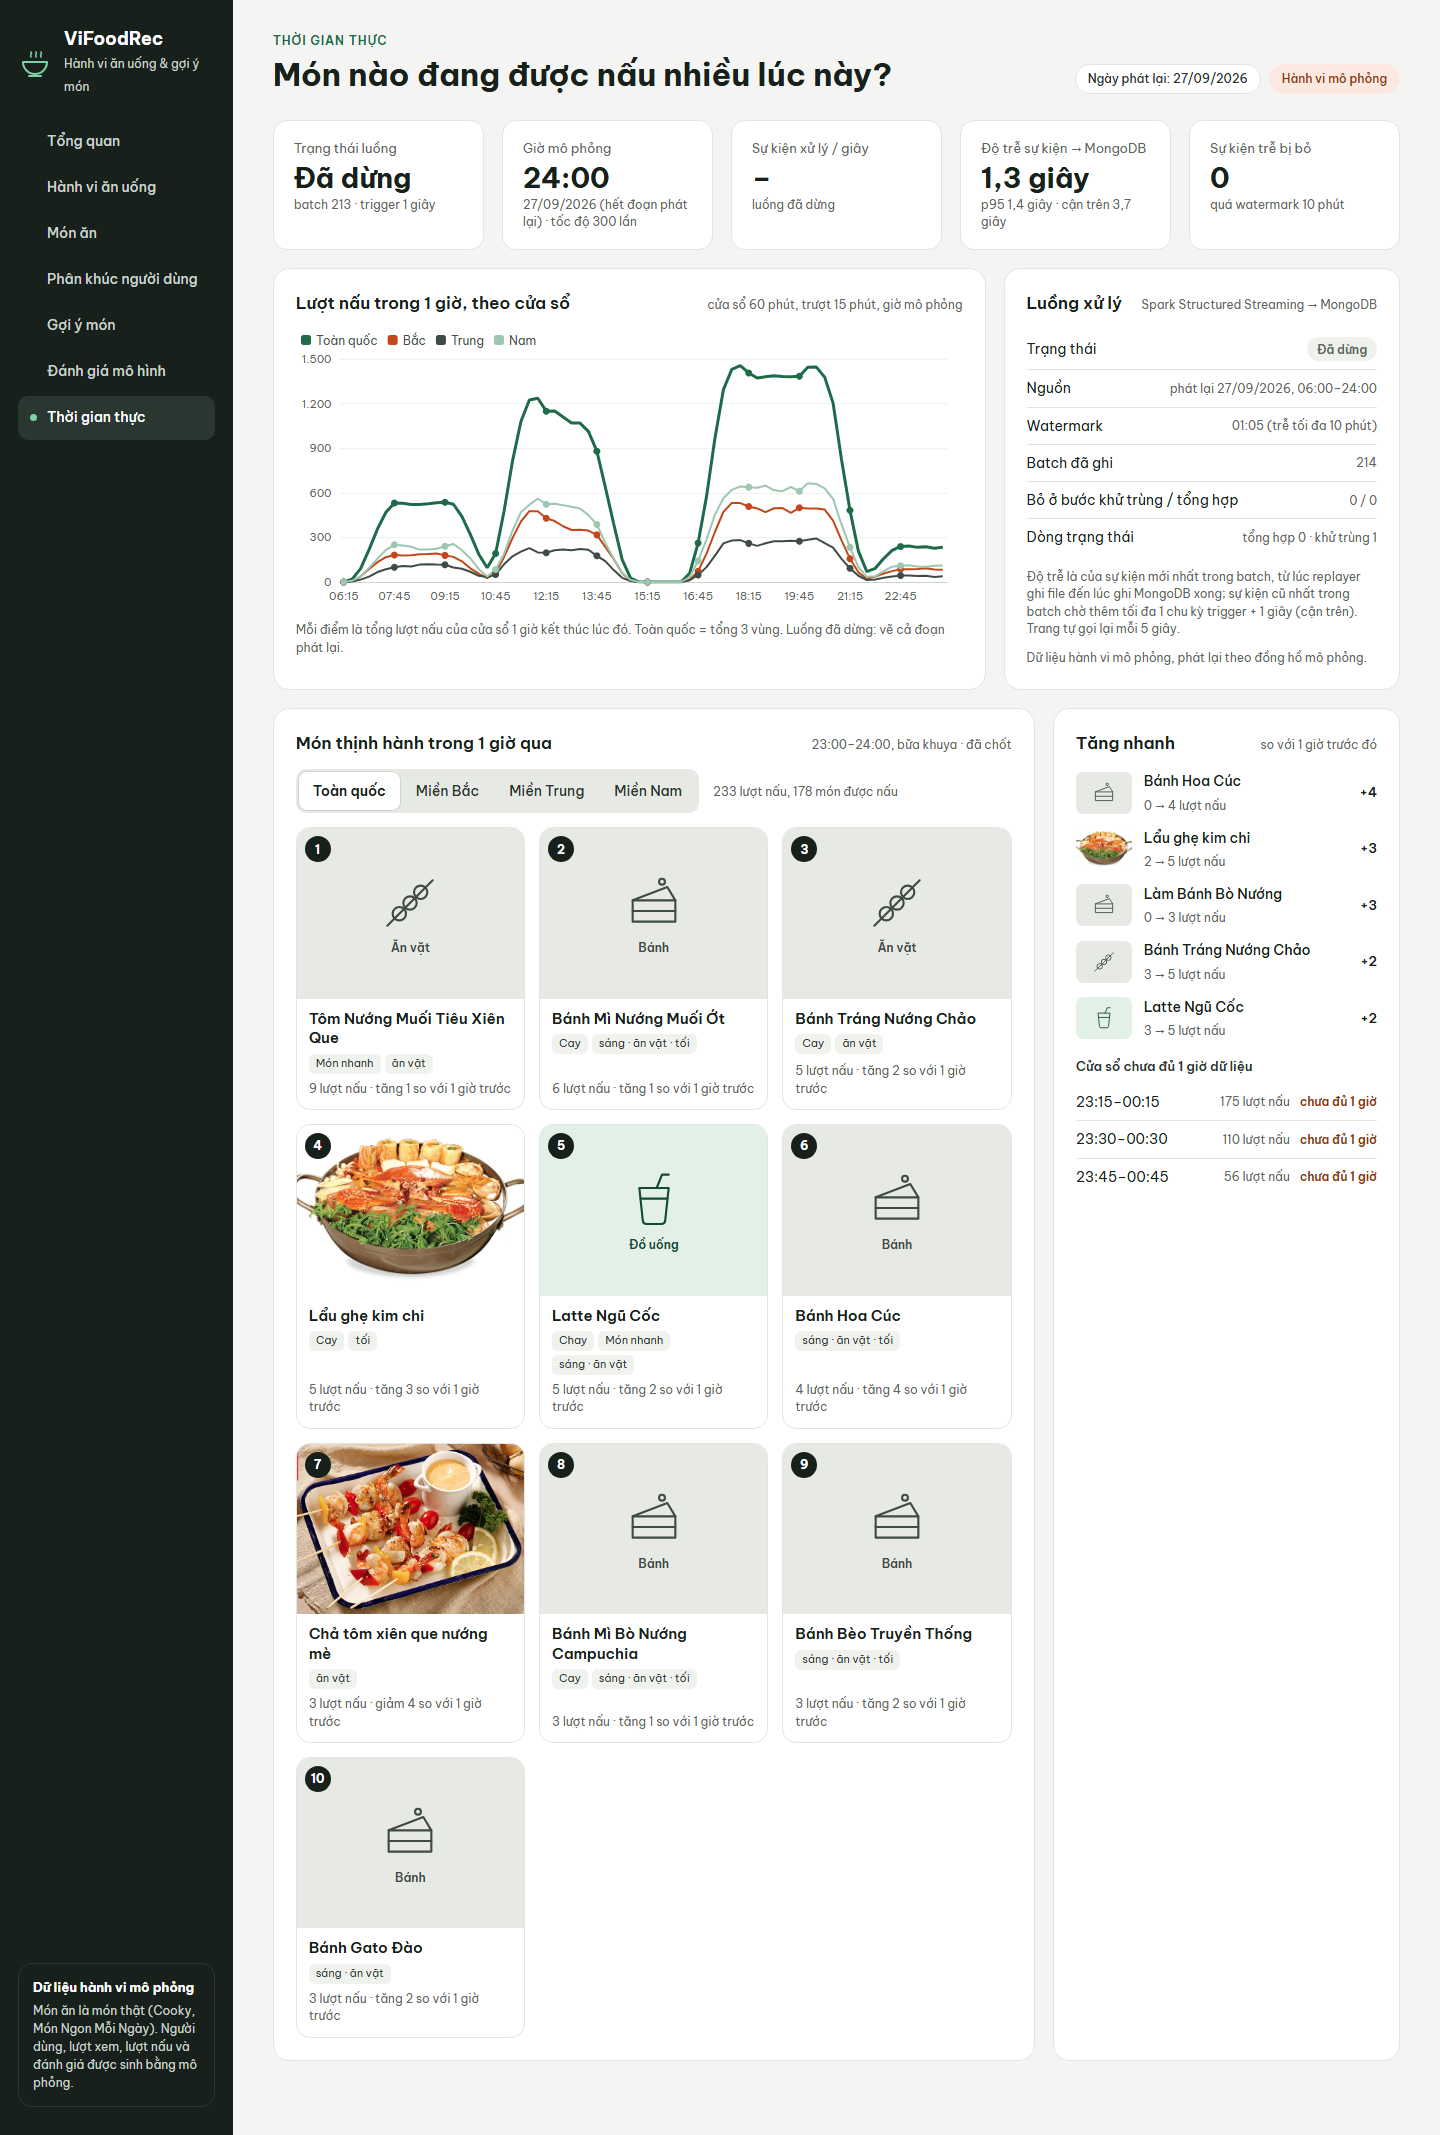 ViFoodRec
Hành vi ăn uống & gợi ý
món
Tổng quan
Hành vi ăn uống
Món ăn
Phân khúc người dùng
Gợi ý món
Đánh giá mô hình
Thời gian thực
Dữ liệu hành vi mô phỏng
Món ăn là món thật (Cooky,
Món Ngon Mỗi Ngày). Người
dùng, lượt xem, lượt nấu và
đánh giá được sinh bằng mô
phỏng.
THỜI GIAN THỰC
Món nào đang được nấu nhiều lúc này?
Ngày phát lại: 27/09/2026
Hành vi mô phỏng
Trạng thái luồng
Đã dừng
batch 213 · trigger 1 giây
Giờ mô phỏng
24:00
27/09/2026 (hết đoạn phát
lại) · tốc độ 300 lần
Sự kiện xử lý / giây
–
luồng đã dừng
Độ trễ sự kiện → MongoDB
1,3 giây
p95 1,4 giây · cận trên 3,7
giây
Sự kiện trễ bị bỏ
0
quá watermark 10 phút
Lượt nấu trong 1 giờ, theo cửa sổ
cửa sổ 60 phút, trượt 15 phút, giờ mô phỏng
Toàn quốc
Bắc
Trung
Nam
1.500
1.200
900
600
300
0
06:15
07:45
09:15
10:45
12:15
13:45
15:15
16:45
18:15
19:45
21:15
22:45
Mỗi điểm là tổng lượt nấu của cửa sổ 1 giờ kết thúc lúc đó. Toàn quốc = tổng 3 vùng. Luồng đã dừng: vẽ cả đoạn
phát lại.
Luồng xử lý
Spark Structured Streaming → MongoDB
Trạng thái
Đã dừng
Nguồn
phát lại 27/09/2026, 06:00–24:00
Watermark
01:05 (trễ tối đa 10 phút)
Batch đã ghi
214
Bỏ ở bước khử trùng / tổng hợp
0 / 0
Dòng trạng thái
tổng hợp 0 · khử trùng 1
Độ trễ là của sự kiện mới nhất trong batch, từ lúc replayer
ghi file đến lúc ghi MongoDB xong; sự kiện cũ nhất trong
batch chờ thêm tối đa 1 chu kỳ trigger + 1 giây (cận trên).
Trang tự gọi lại mỗi 5 giây.
Dữ liệu hành vi mô phỏng, phát lại theo đồng hồ mô phỏng.
Món thịnh hành trong 1 giờ qua
23:00–24:00, bữa khuya · đã chốt
Toàn quốc
Miền Bắc
Miền Trung
Miền Nam
233 lượt nấu, 178 món được nấu
1
Ăn vặt
Tôm Nướng Muối Tiêu Xiên
Que
Món nhanh
ăn vặt
9 lượt nấu · tăng 1 so với 1 giờ trước
2
Bánh
Bánh Mì Nướng Muối Ớt
Cay
sáng · ăn vặt · tối
6 lượt nấu · tăng 1 so với 1 giờ trước
3
Ăn vặt
Bánh Tráng Nướng Chảo
Cay
ăn vặt
5 lượt nấu · tăng 2 so với 1 giờ
trước
4
Lẩu ghẹ kim chi
Cay
tối
5 lượt nấu · tăng 3 so với 1 giờ
trước
5
Đồ uống
Latte Ngũ Cốc
Chay
Món nhanh
sáng · ăn vặt
5 lượt nấu · tăng 2 so với 1 giờ
trước
6
Bánh
Bánh Hoa Cúc
sáng · ăn vặt · tối
4 lượt nấu · tăng 4 so với 1 giờ
trước
7
Chả tôm xiên que nướng
mè
ăn vặt
3 lượt nấu · giảm 4 so với 1 giờ
trước
8
Bánh
Bánh Mì Bò Nướng
Campuchia
Cay
sáng · ăn vặt · tối
3 lượt nấu · tăng 1 so với 1 giờ trước
9
Bánh
Bánh Bèo Truyền Thống
sáng · ăn vặt · tối
3 lượt nấu · tăng 2 so với 1 giờ
trước
10
Bánh
Bánh Gato Đào
sáng · ăn vặt
3 lượt nấu · tăng 2 so với 1 giờ
trước
Tăng nhanh
so với 1 giờ trước đó
Bánh Hoa Cúc
0 → 4 lượt nấu
+4
Lẩu ghẹ kim chi
2 → 5 lượt nấu
+3
Làm Bánh Bò Nướng
0 → 3 lượt nấu
+3
Bánh Tráng Nướng Chảo
3 → 5 lượt nấu
+2
Latte Ngũ Cốc
3 → 5 lượt nấu
+2
Cửa sổ chưa đủ 1 giờ dữ liệu
23:15–00:15
175 lượt nấu
chưa đủ 1 giờ
23:30–00:30
110 lượt nấu
chưa đủ 1 giờ
23:45–00:45
56 lượt nấu
chưa đủ 1 giờ